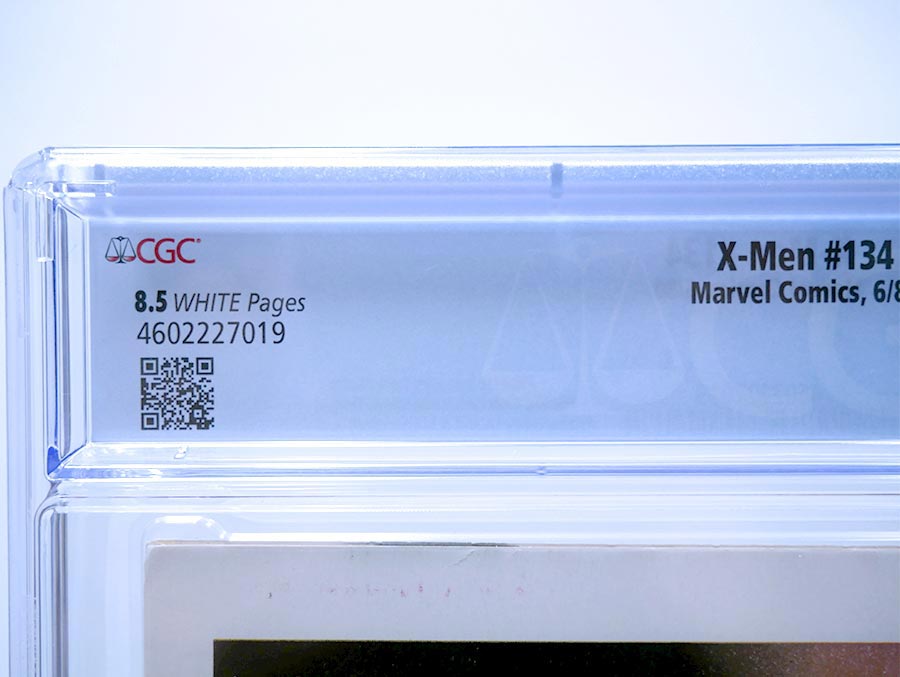 CGC
8.5 WHITE Pages
4602227019
X-Men #134
Marvel Comics, 6/8